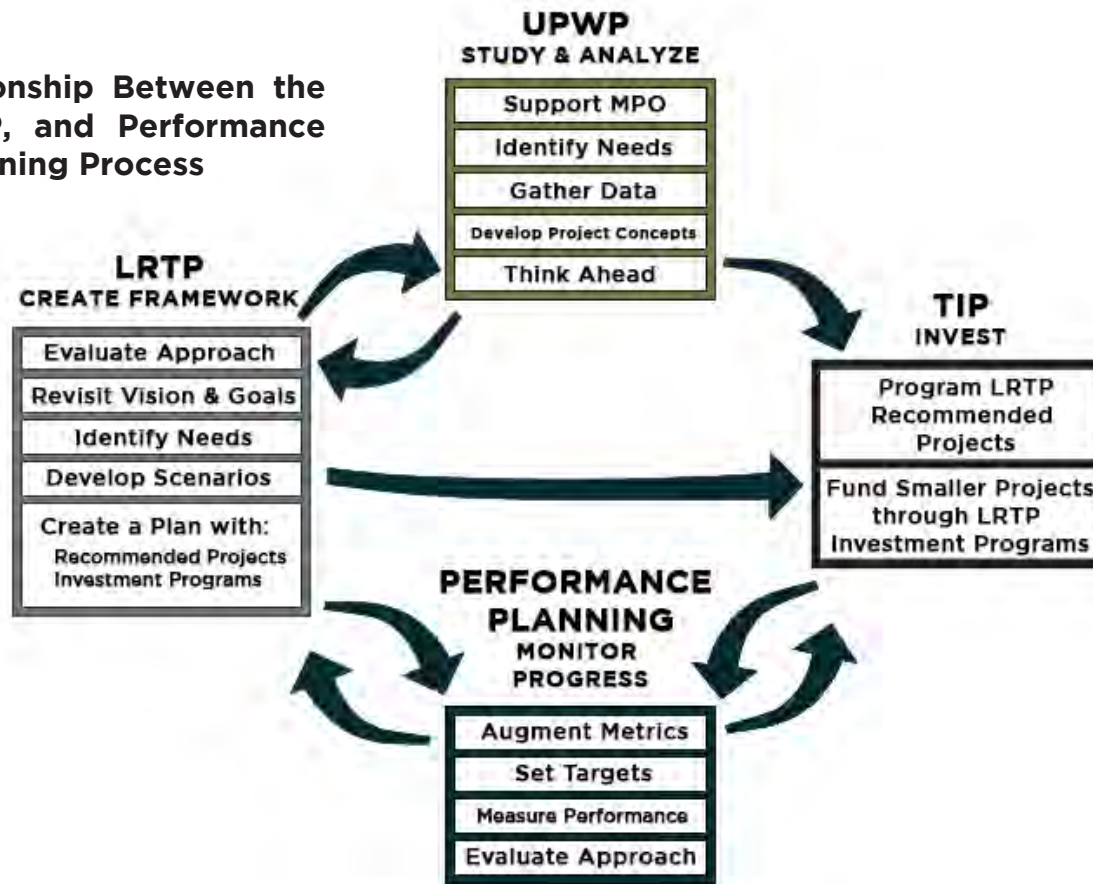 UPWP
STUDY & ANALYZE
Support MPO
Identify Needs
Gather Data
Develop Project Concepts
Think Ahead
Between the
and Performance
Process
LRTP
CREATE FRAMEWORK
Evaluate Approach
Revisit Vision & Goals
Identify Needs
Develop Scenarios
Create a Plan with:
Recommended Projects
Investment Programs
TIP
INVEST
Program LRTP
Recommended
Projects
Fund Smaller Projects
through LRTP
Investment Programs
PERFORMANCE
PLANNING
MONITOR
PROGRESS
Augment Metrics
Set Targets
Measure Performance
Evaluate Approach